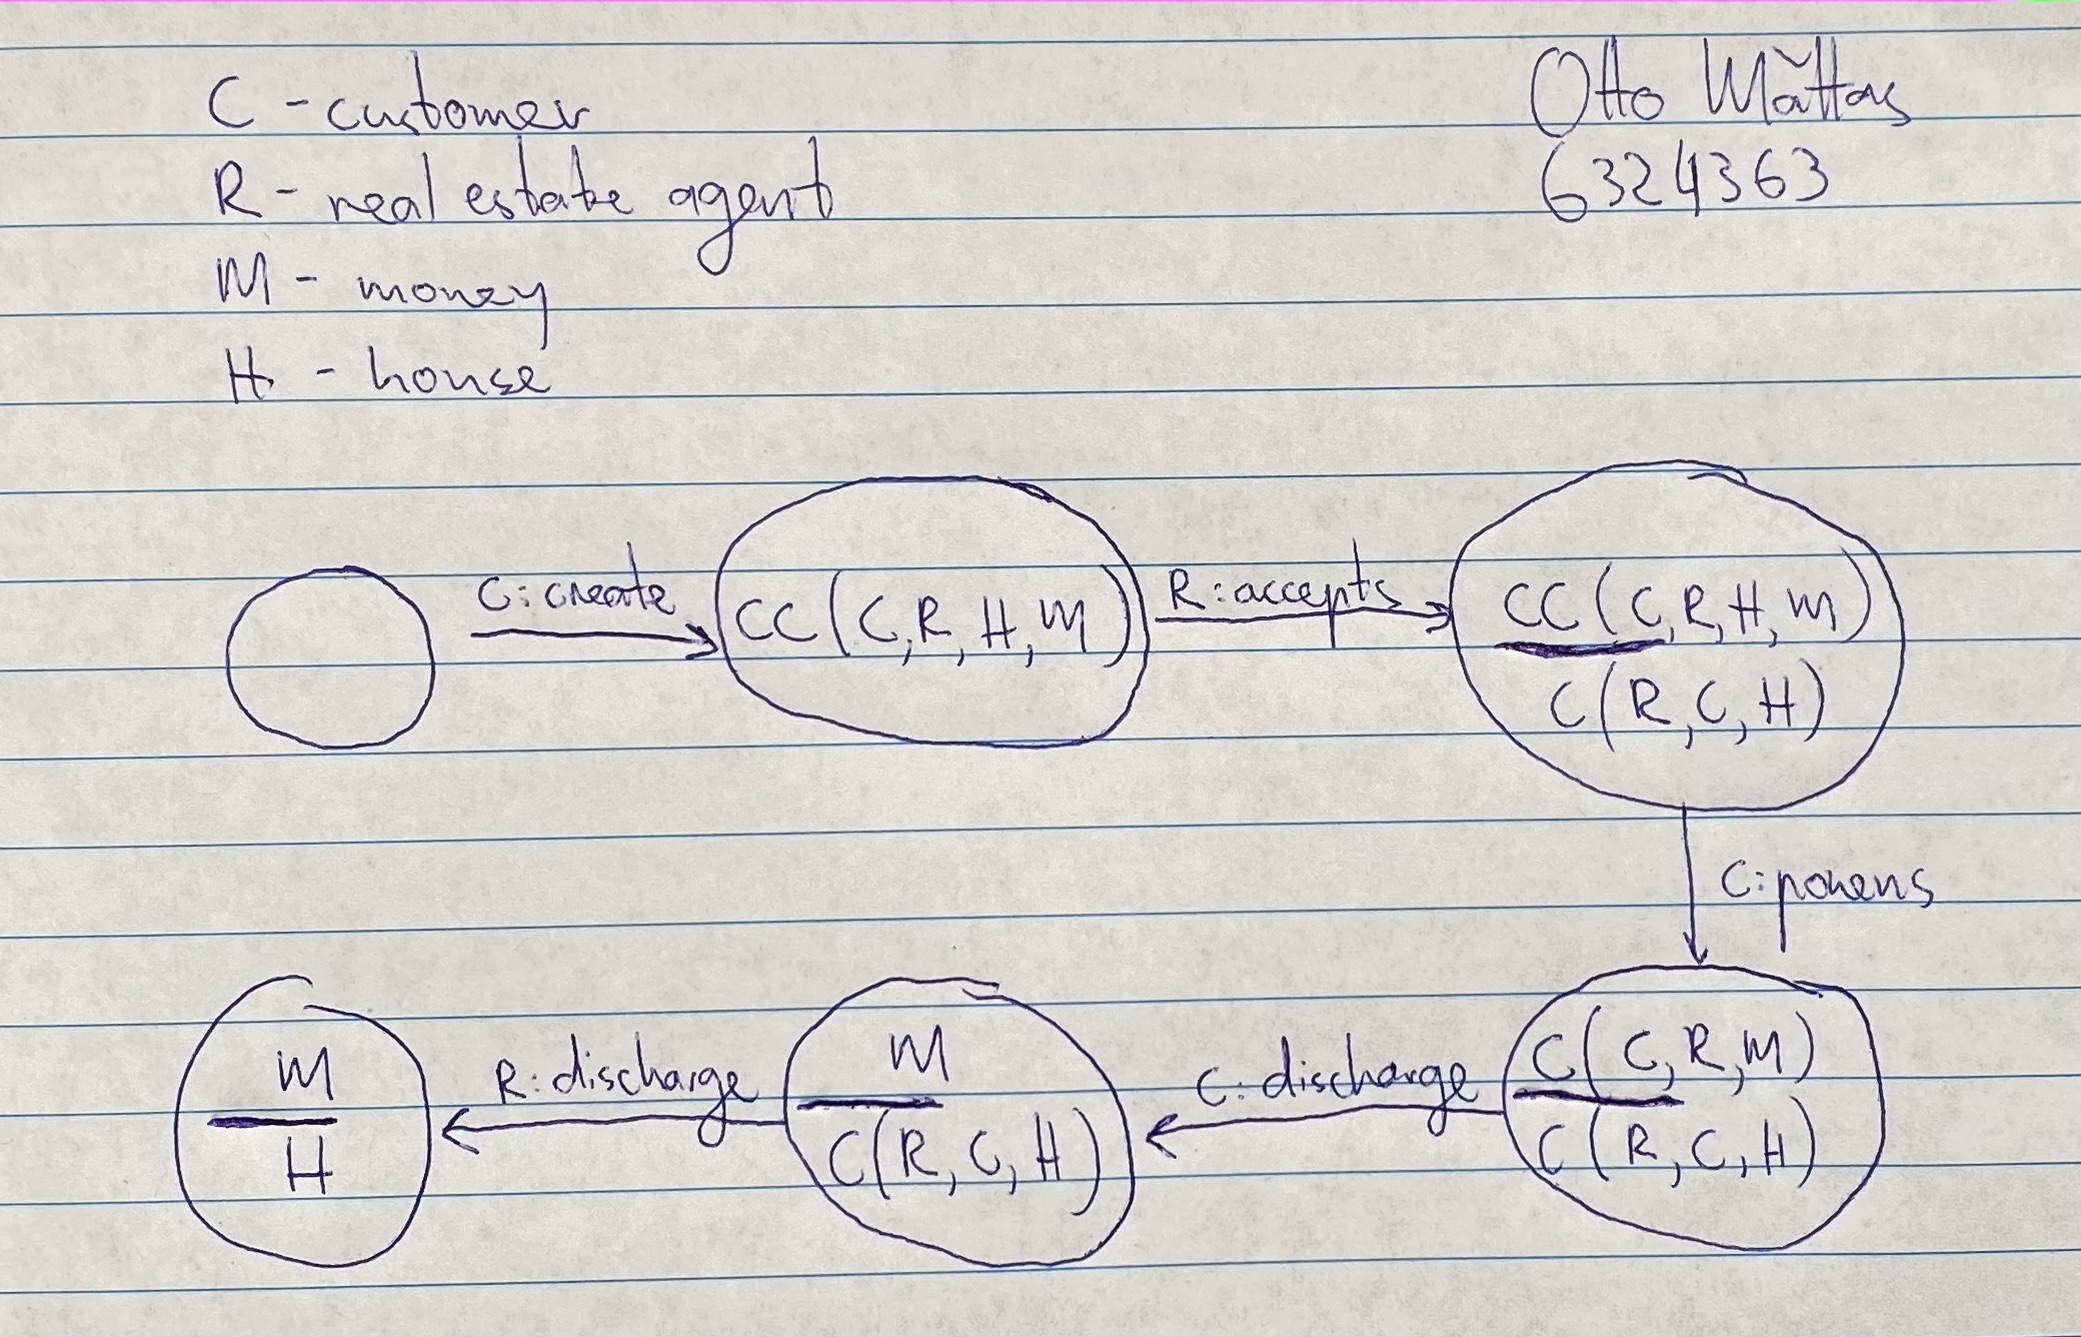 C - customer
R - real estate agent
M - money
H - house
Otto Mättas
6324363
C: create
CC(C,R,H,M)
R: accepts
CC(C,R,H,M)
C(R,C,H)
C: ponens
C(C,R,M)
C(R,C,H)
C: discharge
M
C(R,C,H)
R: discharge
M
H